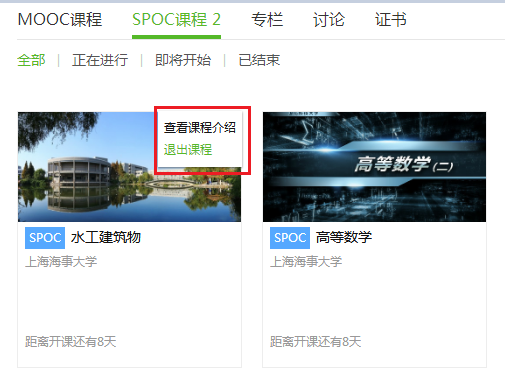 MOOC课程 SPOC课程 2 专栏 讨论 证书
全部 | 正在进行 | 即将开始 | 已结束
查看课程介绍
退出课程
高等数学(二)
SPOC 水工建筑物
上海海事大学
距离开课还有8天
SPOC 高等数学
上海海事大学
距离开课还有8天